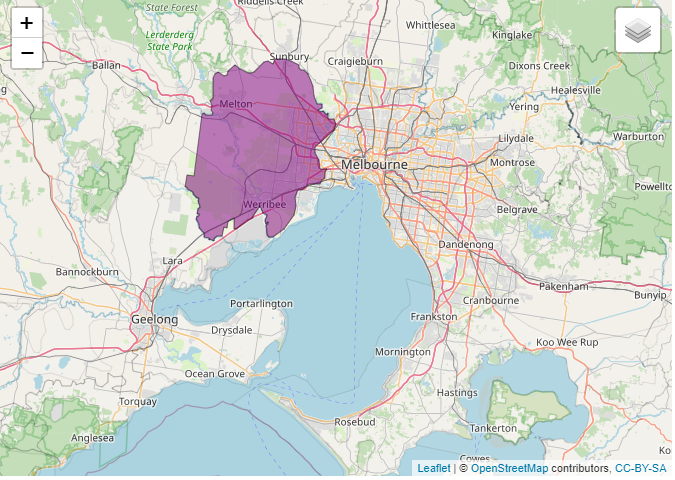 +
−
State Forest
Riddells Creek
Whittlesea
Kinglake
Lerderderg
State Park
Sunbury
Craigieburn
Ballan
Dixons Creek
Healesville
Melton
Yering
Lilydale
Warburton
Melbourne
Montrose
Powellto
Werribee
Belgrave
Dandenong
Lara
Bannockburn
Pakenham
Bunyip
Portarlington
Cranbourne
Geelong
Frankston
Drysdale
Koo Wee Rup
Mornington
Ocean Grove
Hastings
Torquay
Rosebud
Tankerton
Anglesea
Ko
Cowes
Leaflet | © OpenStreetMap contributors, CC-BY-SA